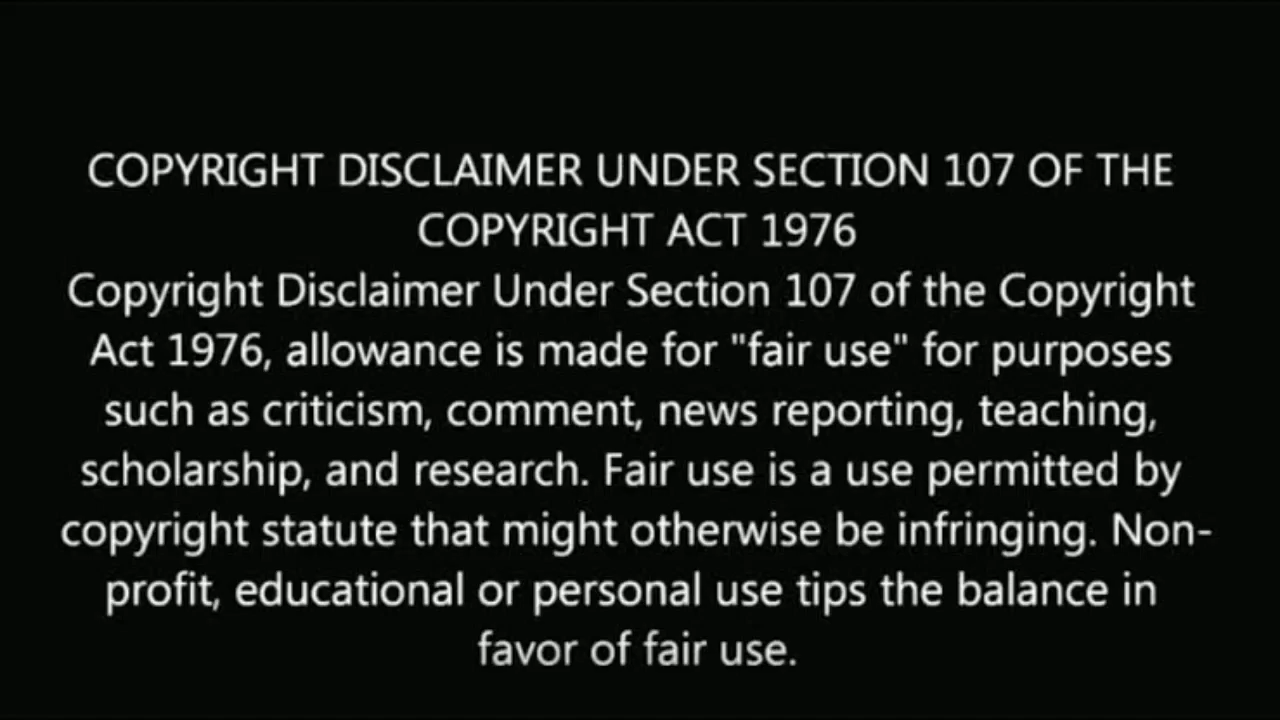 COPYRIGHT DISCLAIMER UNDER SECTION 107 OF THE
COPYRIGHT ACT 1976
Copyright Disclaimer Under Section 107 of the Copyright
Act 1976, allowance is made for "fair use" for purposes
such as criticism, comment, news reporting, teaching,
scholarship, and research. Fair use is a use permitted by
copyright statute that might otherwise be infringing. Non-
profit, educational or personal use tips the balance in
favor of fair use.